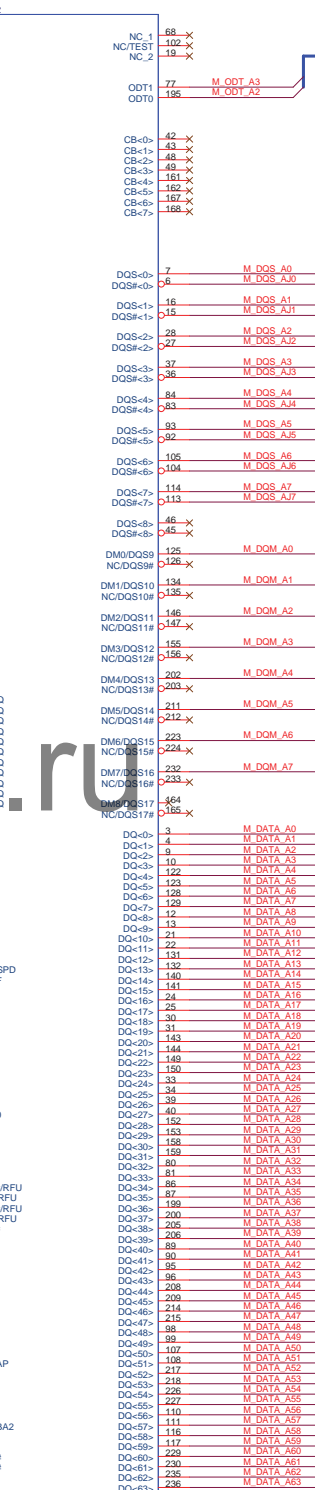 NC_1 68
NC/TEST 102
NC_2 19
ODT1 77 M_ODT_A3
ODT0 195 M_ODT_A2
CB<0> 42
CB<1> 43
CB<2> 48
CB<3> 49
CB<4> 161
CB<5> 162
CB<6> 167
CB<7> 168
DQS<0> 7 M_DQS_A0
DQS#<0> 6 M_DQS_AJ0
DQS<1> 16 M_DQS_A1
DQS#<1> 15 M_DQS_AJ1
DQS<2> 28 M_DQS_A2
DQS#<2> 27 M_DQS_AJ2
DQS<3> 37 M_DQS_A3
DQS#<3> 36 M_DQS_AJ3
DQS<4> 84 M_DQS_A4
DQS#<4> 83 M_DQS_AJ4
DQS<5> 93 M_DQS_A5
DQS#<5> 92 M_DQS_AJ5
DQS<6> 105 M_DQS_A6
DQS#<6> 104 M_DQS_AJ6
DQS<7> 114 M_DQS_A7
DQS#<7> 113 M_DQS_AJ7
DQS<8> 46
DQS#<8> 45
DM0/DQS9 125 M_DQM_A0
NC/DQS9# 126
DM1/DQS10 134 M_DQM_A1
NC/DQS10# 135
DM2/DQS11 146 M_DQM_A2
NC/DQS11# 147
DM3/DQS12 155 M_DQM_A3
NC/DQS12# 156
DM4/DQS13 202 M_DQM_A4
NC/DQS13# 203
DM5/DQS14 211 M_DQM_A5
NC/DQS14# 212
DM6/DQS15 223 M_DQM_A6
NC/DQS15# 224
DM7/DQS16 232 M_DQM_A7
NC/DQS16# 233
.ru
DM8/DQS17 164
NC/DQS17# 165
DQ<0> 3 M_DATA_A0
DQ<1> 4 M_DATA_A1
DQ<2> 9 M_DATA_A2
DQ<3> 10 M_DATA_A3
DQ<4> 122 M_DATA_A4
DQ<5> 123 M_DATA_A5
DQ<6> 128 M_DATA_A6
DQ<7> 129 M_DATA_A7
DQ<8> 12 M_DATA_A8
DQ<9> 13 M_DATA_A9
DQ<10> 21 M_DATA_A10
DQ<11> 22 M_DATA_A11
DQ<12> 131 M_DATA_A12
SPD DQ<13> 132 M_DATA_A13
DQ<14> 140 M_DATA_A14
DQ<15> 141 M_DATA_A15
DQ<16> 24 M_DATA_A16
DQ<17> 25 M_DATA_A17
DQ<18> 30 M_DATA_A18
DQ<19> 31 M_DATA_A19
DQ<20> 143 M_DATA_A20
DQ<21> 144 M_DATA_A21
DQ<22> 149 M_DATA_A22
DQ<23> 150 M_DATA_A23
DQ<24> 33 M_DATA_A24
DQ<25> 34 M_DATA_A25
DQ<26> 39 M_DATA_A26
DQ<27> 40 M_DATA_A27
DQ<28> 152 M_DATA_A28
DQ<29> 153 M_DATA_A29
DQ<30> 158 M_DATA_A30
DQ<31> 159 M_DATA_A31
DQ<32> 80 M_DATA_A32
DQ<33> 81 M_DATA_A33
/RFU DQ<34> 86 M_DATA_A34
RFU DQ<35> 87 M_DATA_A35
/RFU DQ<36> 199 M_DATA_A36
RFU DQ<37> 200 M_DATA_A37
DQ<38> 205 M_DATA_A38
DQ<39> 206 M_DATA_A39
DQ<40> 89 M_DATA_A40
DQ<41> 90 M_DATA_A41
DQ<42> 95 M_DATA_A42
DQ<43> 96 M_DATA_A43
DQ<44> 208 M_DATA_A44
DQ<45> 209 M_DATA_A45
DQ<46> 214 M_DATA_A46
DQ<47> 215 M_DATA_A47
DQ<48> 98 M_DATA_A48
DQ<49> 99 M_DATA_A49
DQ<50> 107 M_DATA_A50
AP DQ<51> 108 M_DATA_A51
DQ<52> 217 M_DATA_A52
DQ<53> 218 M_DATA_A53
DQ<54> 226 M_DATA_A54
DQ<55> 227 M_DATA_A55
DQ<56> 110 M_DATA_A56
BA2 DQ<57> 111 M_DATA_A57
DQ<58> 116 M_DATA_A58
DQ<59> 117 M_DATA_A59
DQ<60> 229 M_DATA_A60
DQ<61> 230 M_DATA_A61
DQ<62> 235 M_DATA_A62
DQ<63> 236 M_DATA_A63